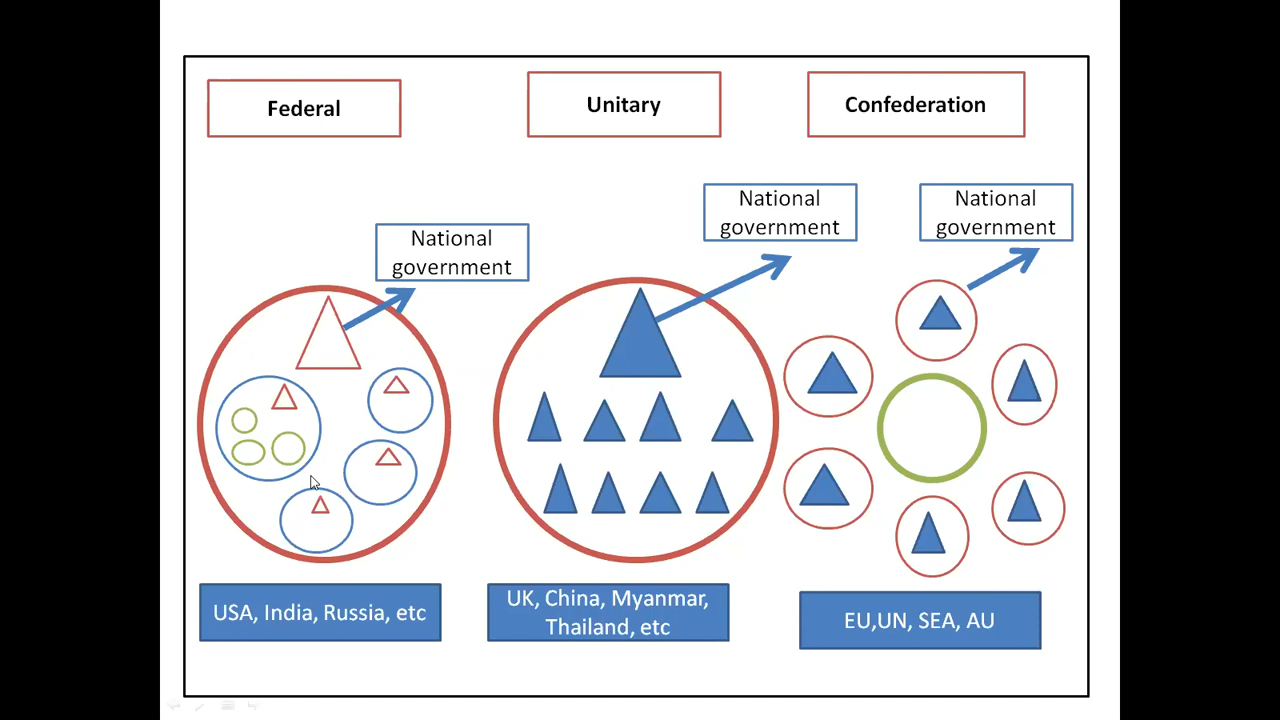 Federal
Unitary
Confederation
National
government
National
government
National
government
USA, India, Russia, etc
UK, China, Myanmar,
Thailand, etc
EU,UN, SEA, AU